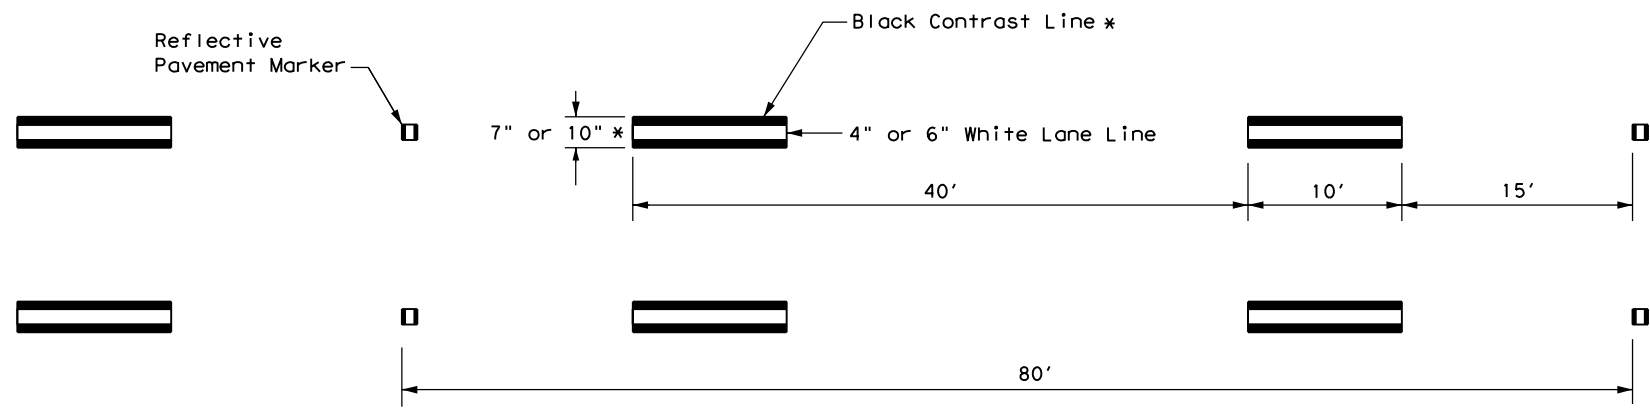 Black Contrast Line *
Reflective
Pavement Marker
7" or 10" *
4" or 6" White Lane Line
40'
10'
15'
80'